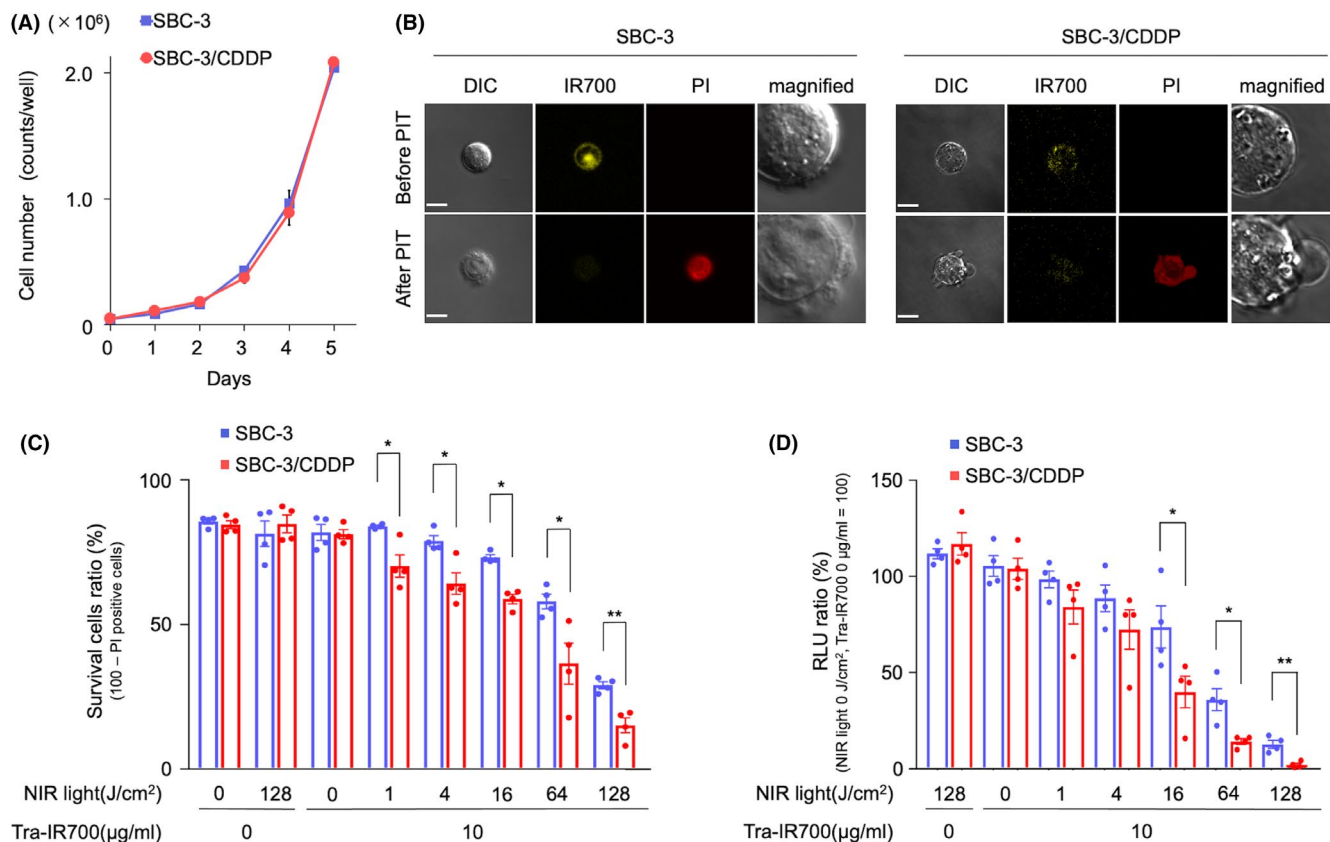 (A)
(×10⁶)
SBC-3
SBC-3/CDDP
Cell number (counts/well)
2.0
1.0
0
0 1 2 3 4 5
Days
(B)
SBC-3
DIC IR700 PI magnified
Before PIT
After PIT
SBC-3/CDDP
DIC IR700 PI magnified
(C)
SBC-3
SBC-3/CDDP
Survival cells ratio (%)
(100 – PI positive cells)
100
50
0
* * * * **
NIR light(J/cm²) 0 128 0 1 4 16 64 128
Tra-IR700(μg/ml) 0 10
(D)
SBC-3
SBC-3/CDDP
RLU ratio (%)
(NIR light 0 J/cm², Tra-IR700 0 μg/ml = 100)
150
100
50
0
* * **
NIR light(J/cm²) 128 0 1 4 16 64 128
Tra-IR700(μg/ml) 0 10